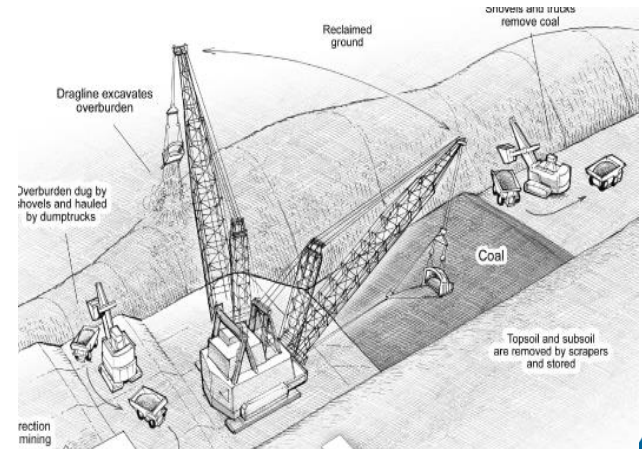 Shovels and trucks
remove coal
Reclaimed
ground
Dragline excavates
overburden
Overburden dug by
shovels and hauled
by dumptrucks
Coal
Topsoil and subsoil
are removed by scrapers
and stored
rection
mining